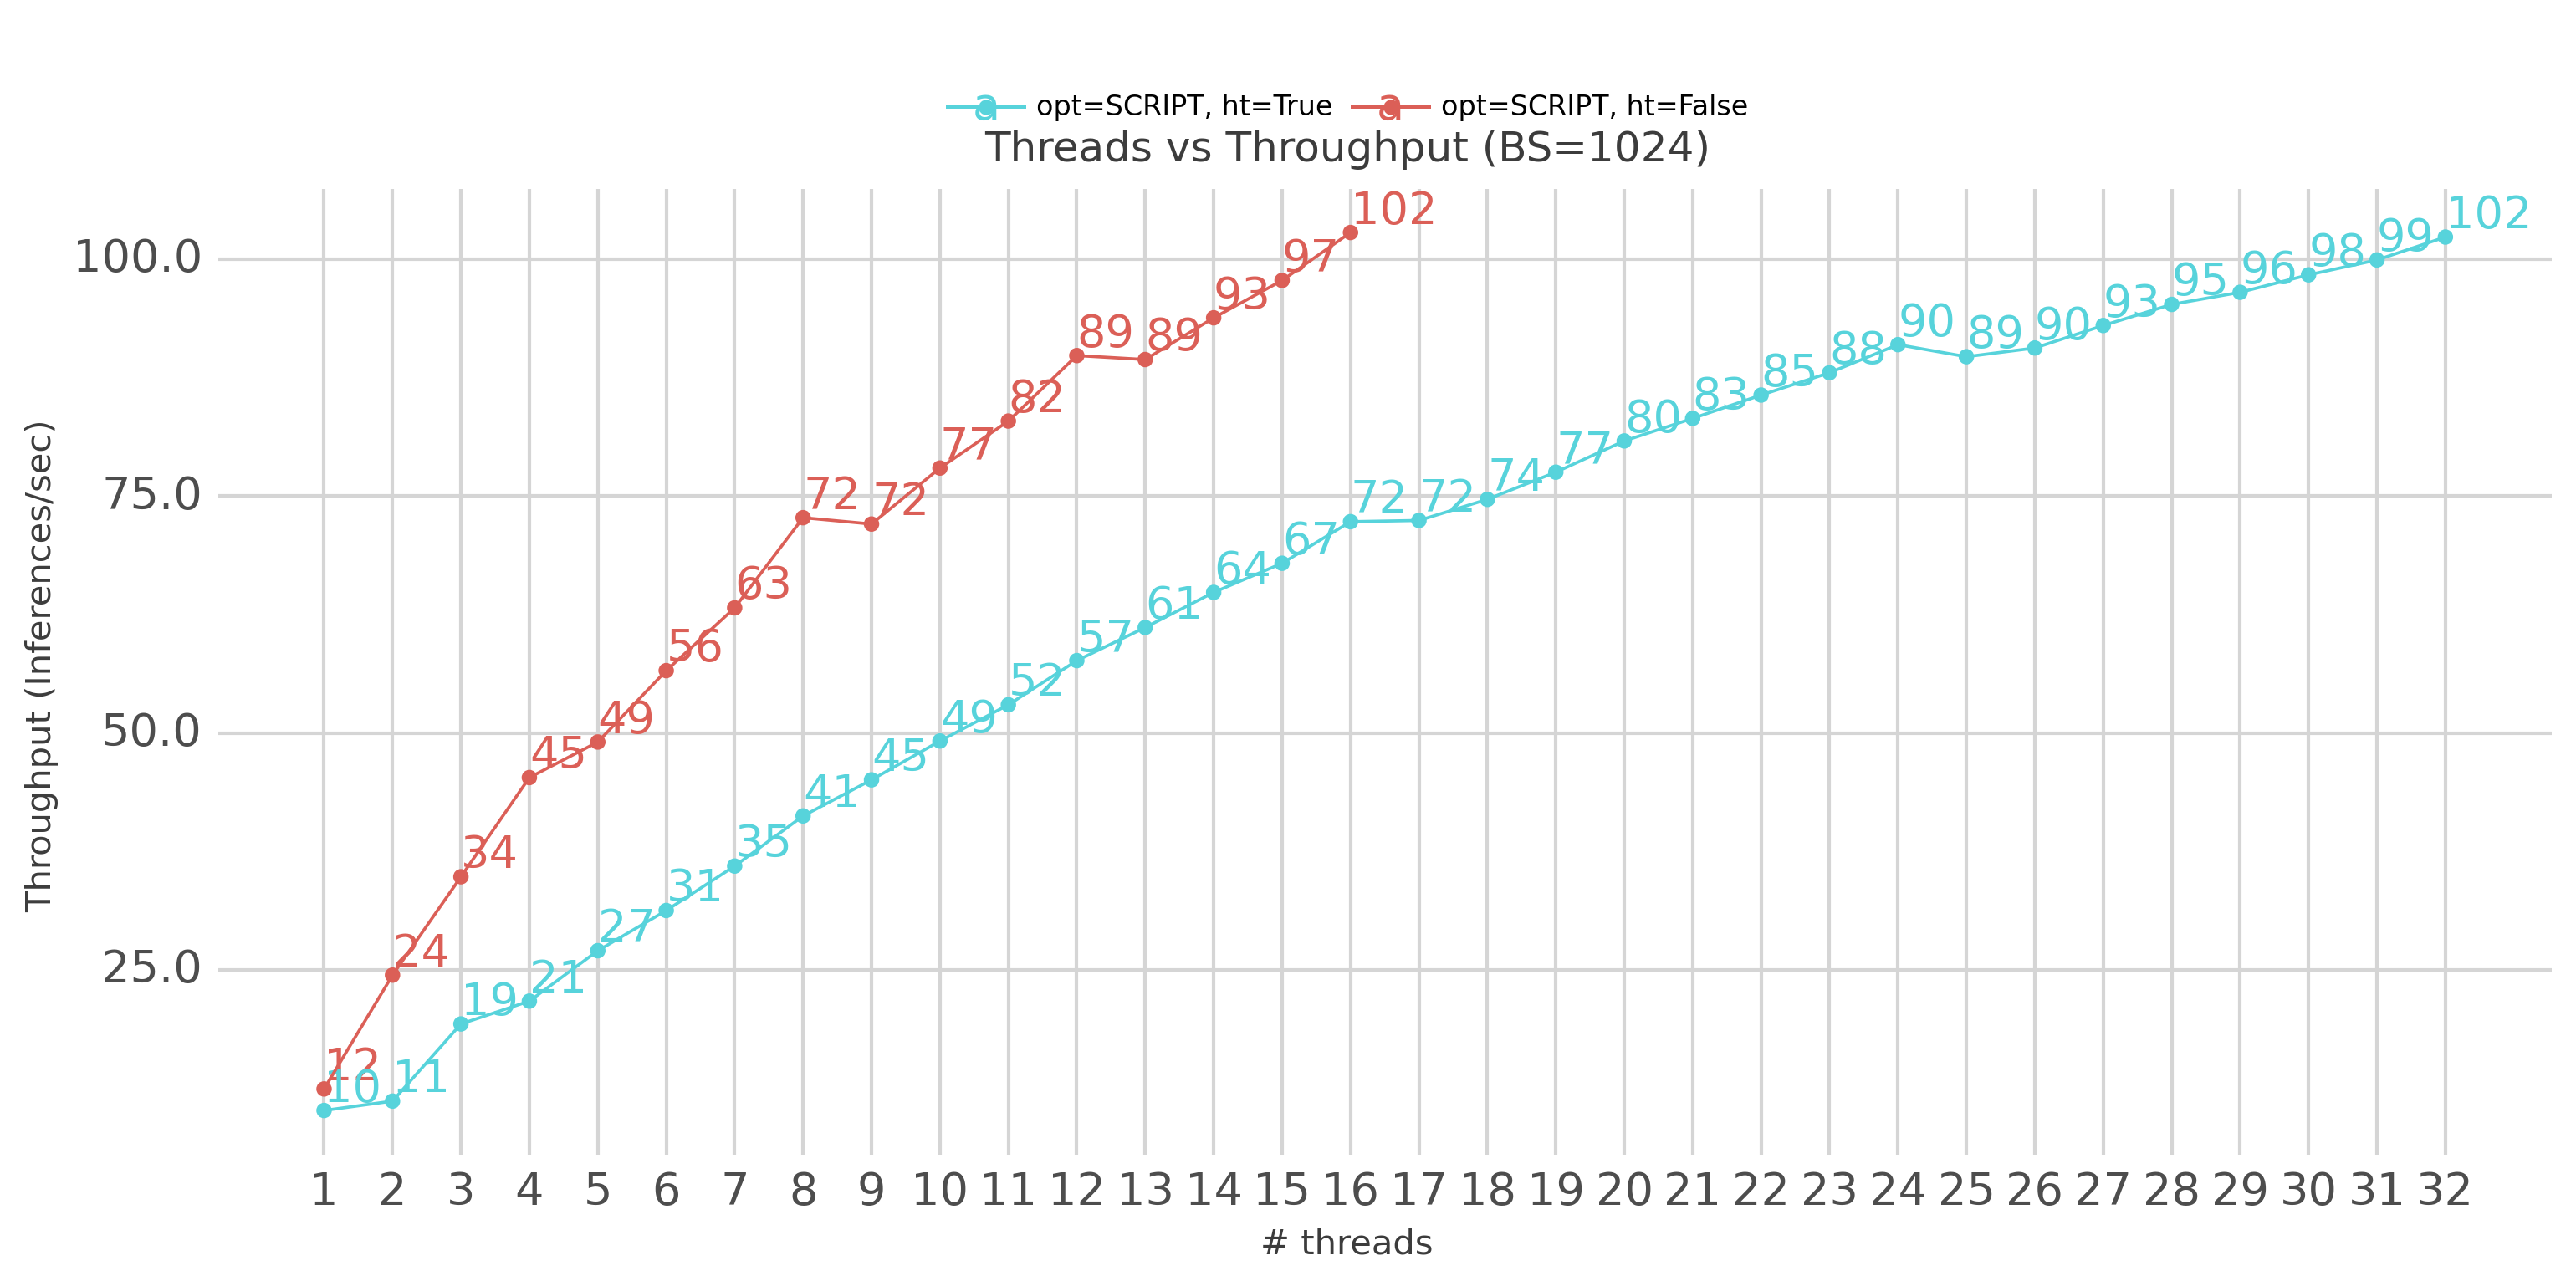 a opt=SCRIPT, ht=True a opt=SCRIPT, ht=False
Threads vs Throughput (BS=1024)
Throughput (Inferences/sec)
100.0
75.0
50.0
25.0
12 24 34 45 49 56 63 72 72 77 82 89 89 93 97 102
10 11 19 21 27 31 35 41 45 49 52 57 61 64 67 72 72 74 77 80 83 85 88 90 89 90 93 95 96 98 99 102
1 2 3 4 5 6 7 8 9 10 11 12 13 14 15 16 17 18 19 20 21 22 23 24 25 26 27 28 29 30 31 32
# threads